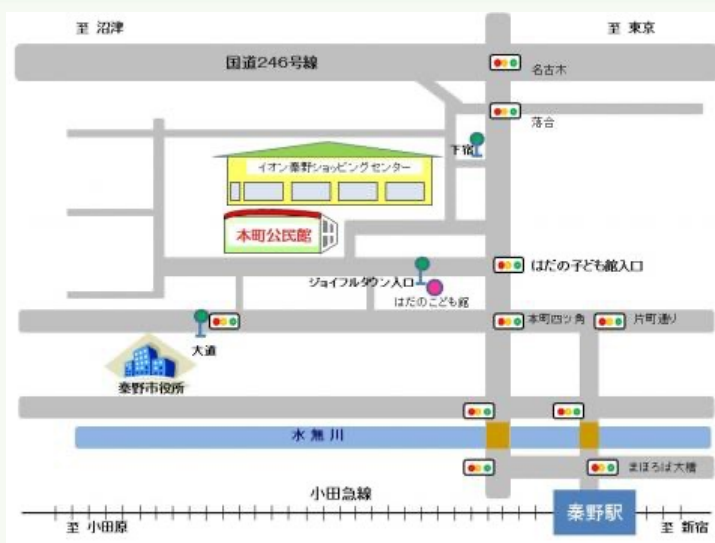 至 沼津
至 東京
国道246号線
名古木
落合
下宿
イオン秦野ショッピングセンター
本町公民館
はだの子ども館入口
ジョイフルタウン入口
はだのこども館
本町四ツ角
片町通り
大道
秦野市役所
水無川
まほろば大橋
小田急線
秦野駅
至 小田原
至 新宿